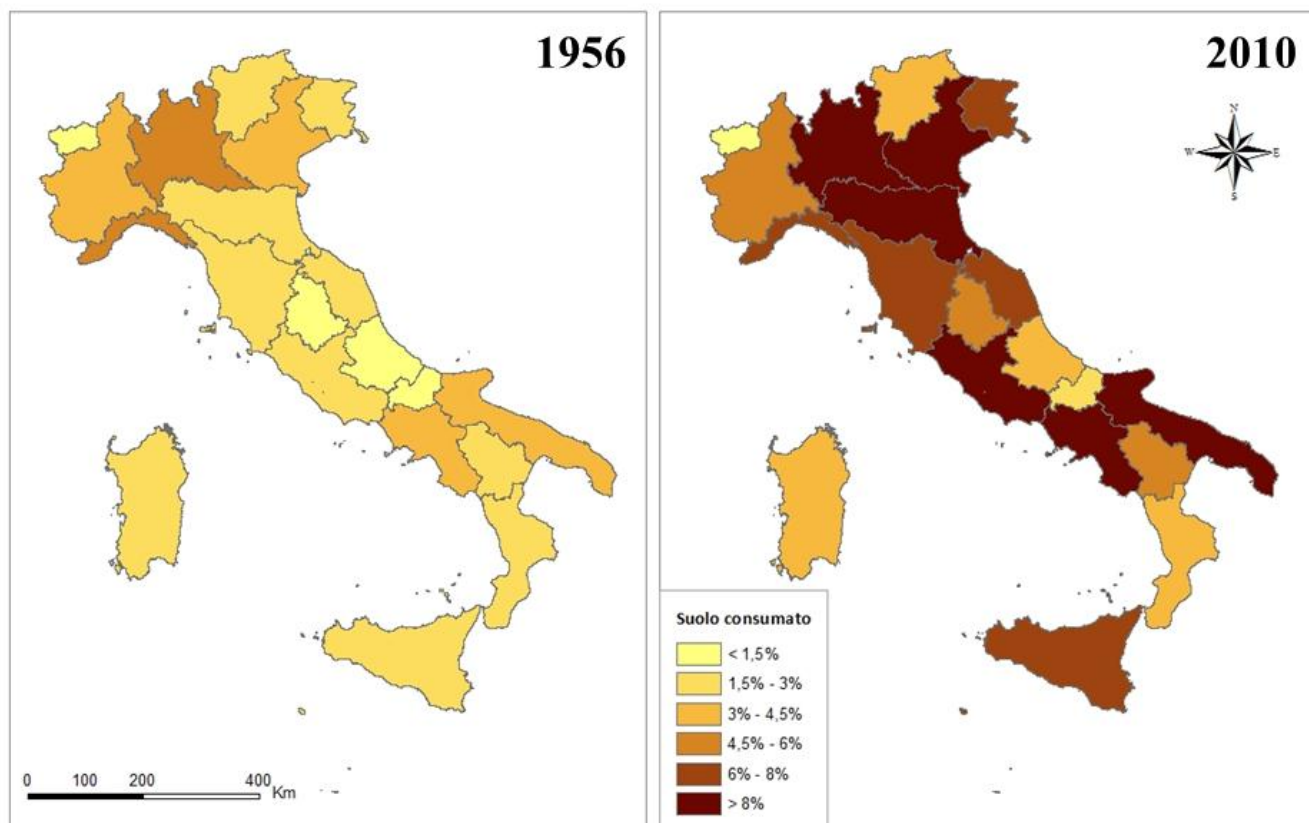 1956
0 100 200 400
Km
2010
N
W E
S
Suolo consumato
< 1,5%
1,5% - 3%
3% - 4,5%
4,5% - 6%
6% - 8%
> 8%